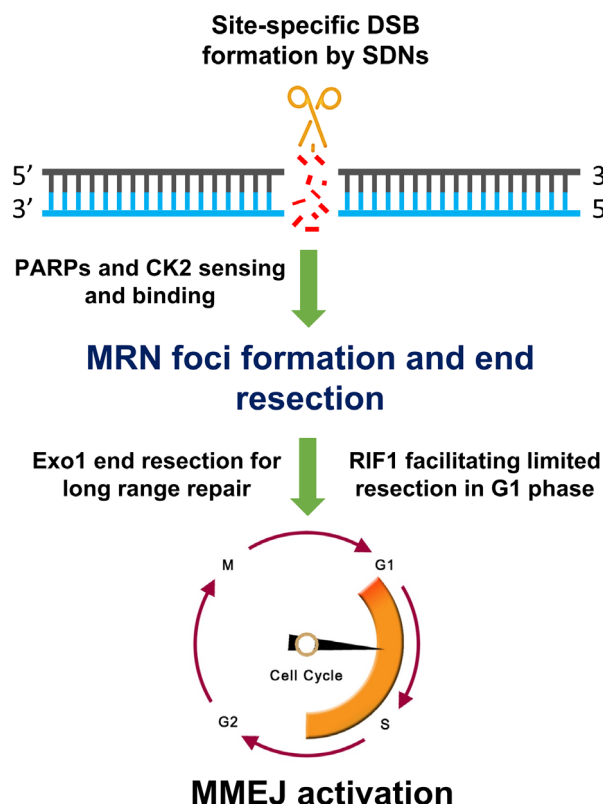 Site-specific DSB
formation by SDNs
5’
3
3’
5
PARPs and CK2 sensing
and binding
MRN foci formation and end
resection
Exo1 end resection for
long range repair
RIF1 facilitating limited
resection in G1 phase
M
G1
Cell Cycle
G2
S
MMEJ activation